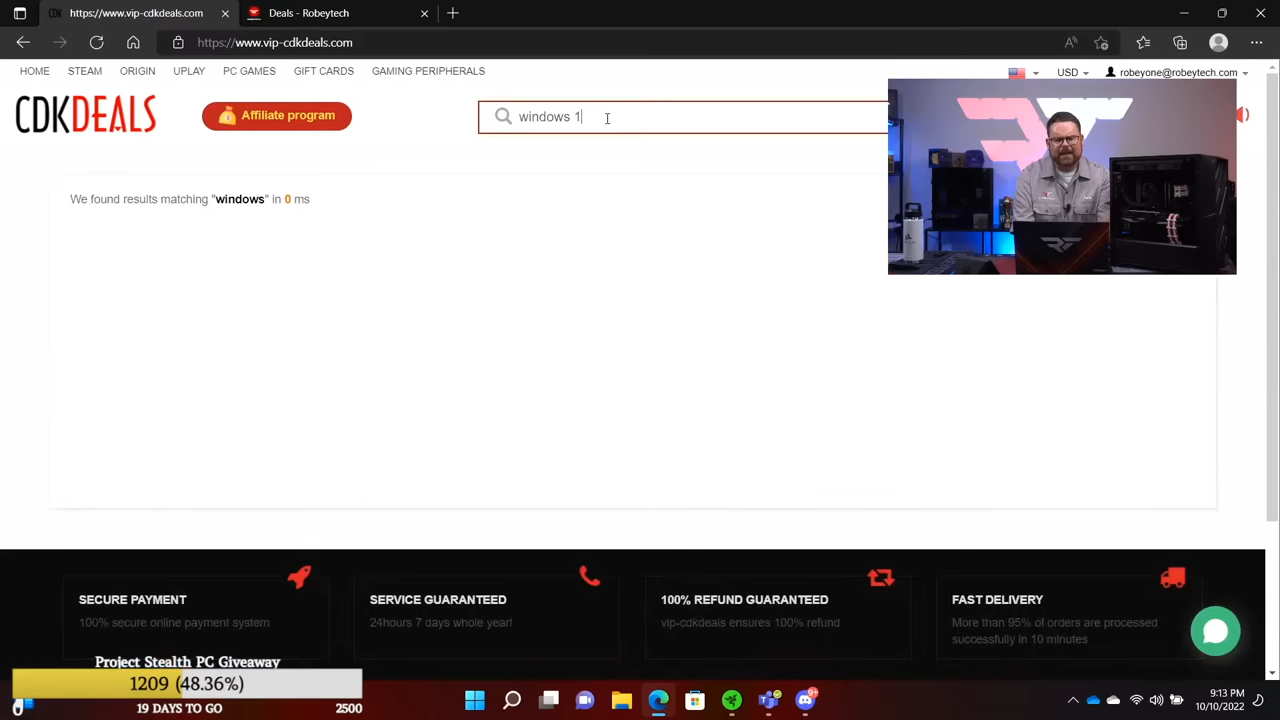 https://www.vip-cdkdeals.com
Deals - Robeytech
https://www.vip-cdkdeals.com
HOME STEAM ORIGIN UPLAY PC GAMES GIFT CARDS GAMING PERIPHERALS
USD robeyone@robeytech.com
CDKDEALS
Affiliate program
windows 1
We found results matching "windows" in 0 ms
SECURE PAYMENT
100% secure online payment system
SERVICE GUARANTEED
24hours 7 days whole year!
100% REFUND GUARANTEED
vip-cdkdeals ensures 100% refund
FAST DELIVERY
More than 95% of orders are processed
successfully in 10 minutes
Project Stealth PC Giveaway
1209 (48.36%)
19 DAYS TO GO 2500
9:13 PM
10/10/2022